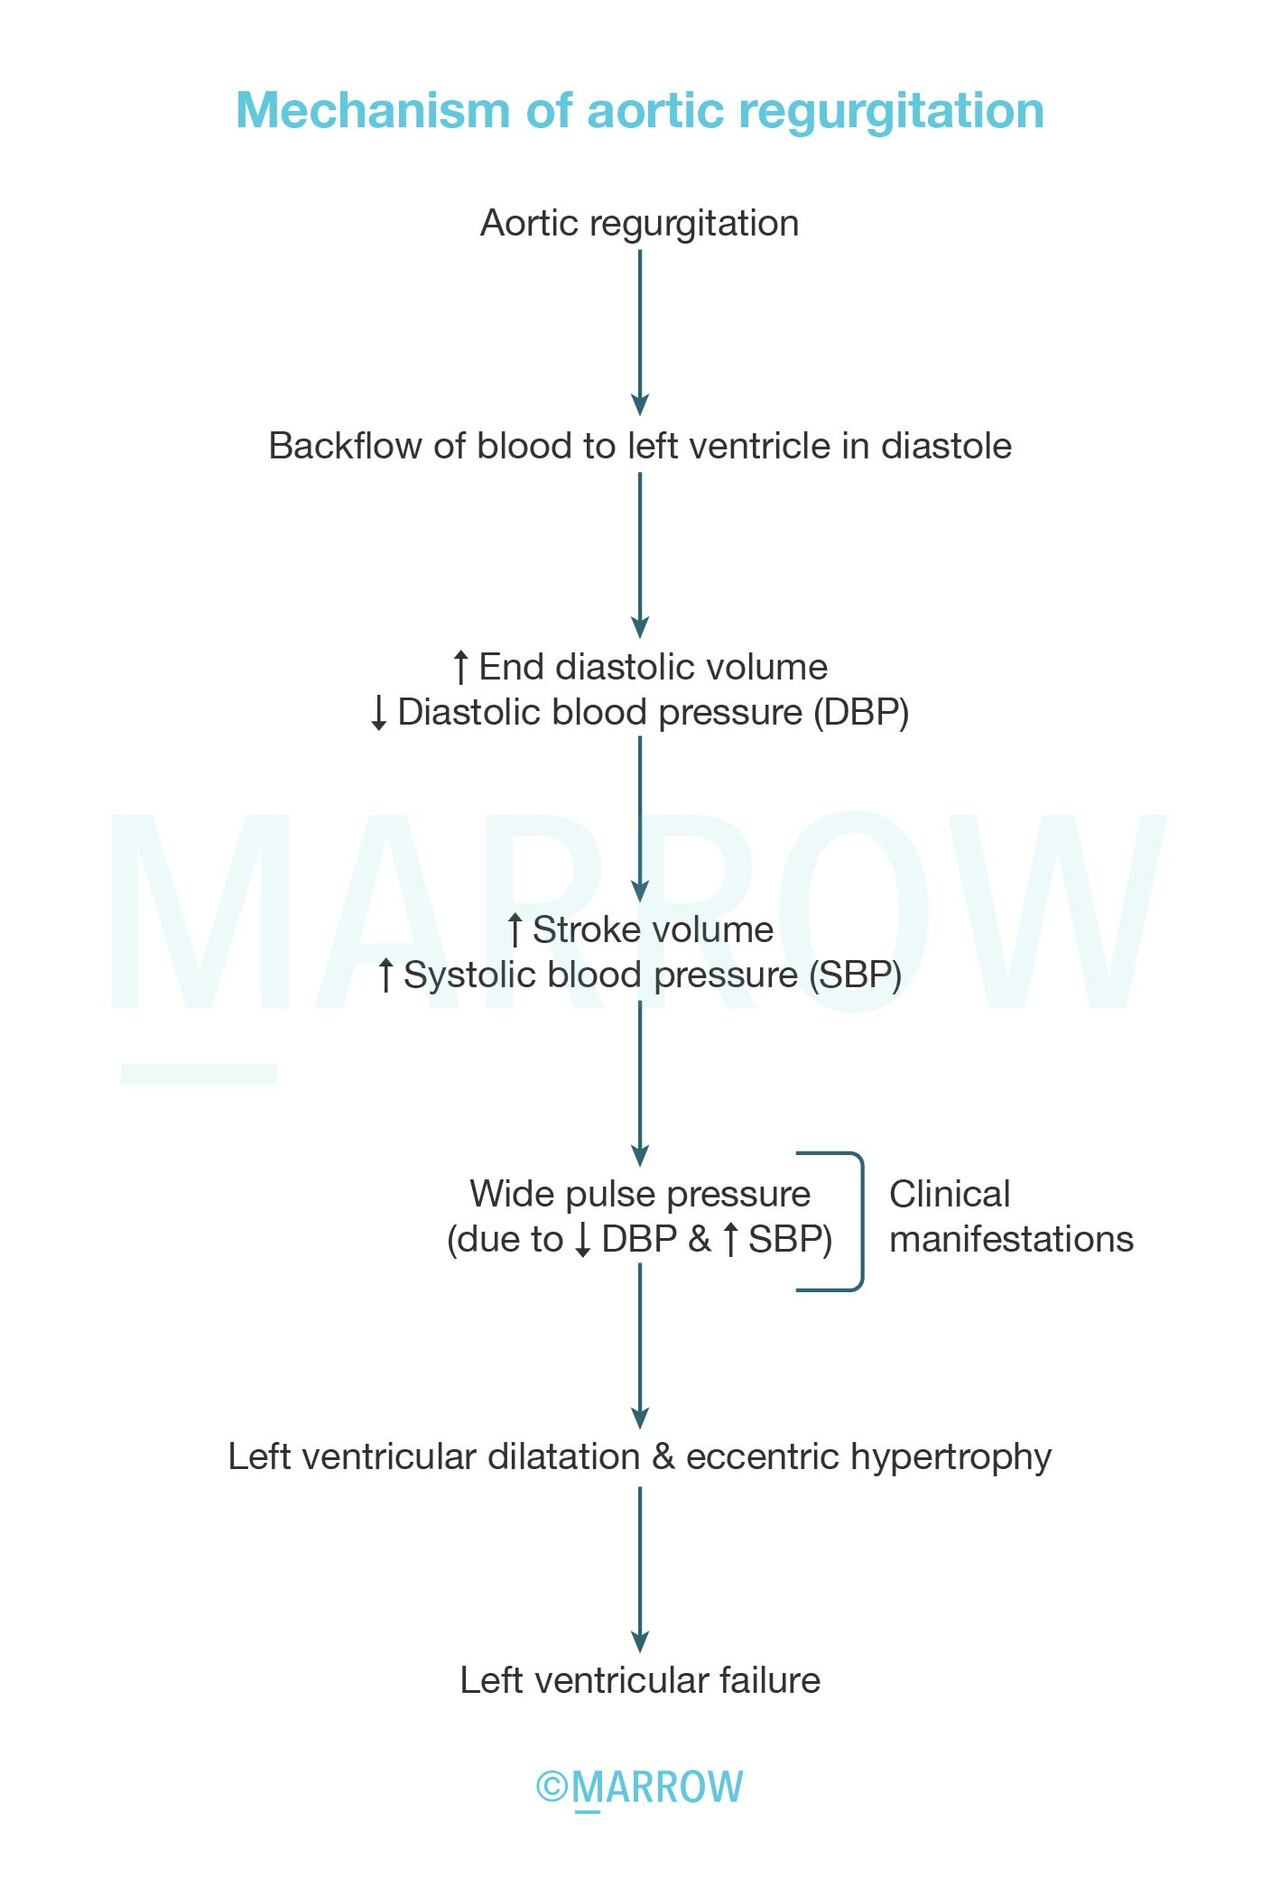 Mechanism of aortic regurgitation
Aortic regurgitation
Backflow of blood to left ventricle in diastole
↑ End diastolic volume
↓ Diastolic blood pressure (DBP)
MARROW
↑ Stroke volume
↑ Systolic blood pressure (SBP)
Wide pulse pressure
(due to ↓ DBP & ↑ SBP)
Clinical
manifestations
Left ventricular dilatation & eccentric hypertrophy
Left ventricular failure
©MARROW